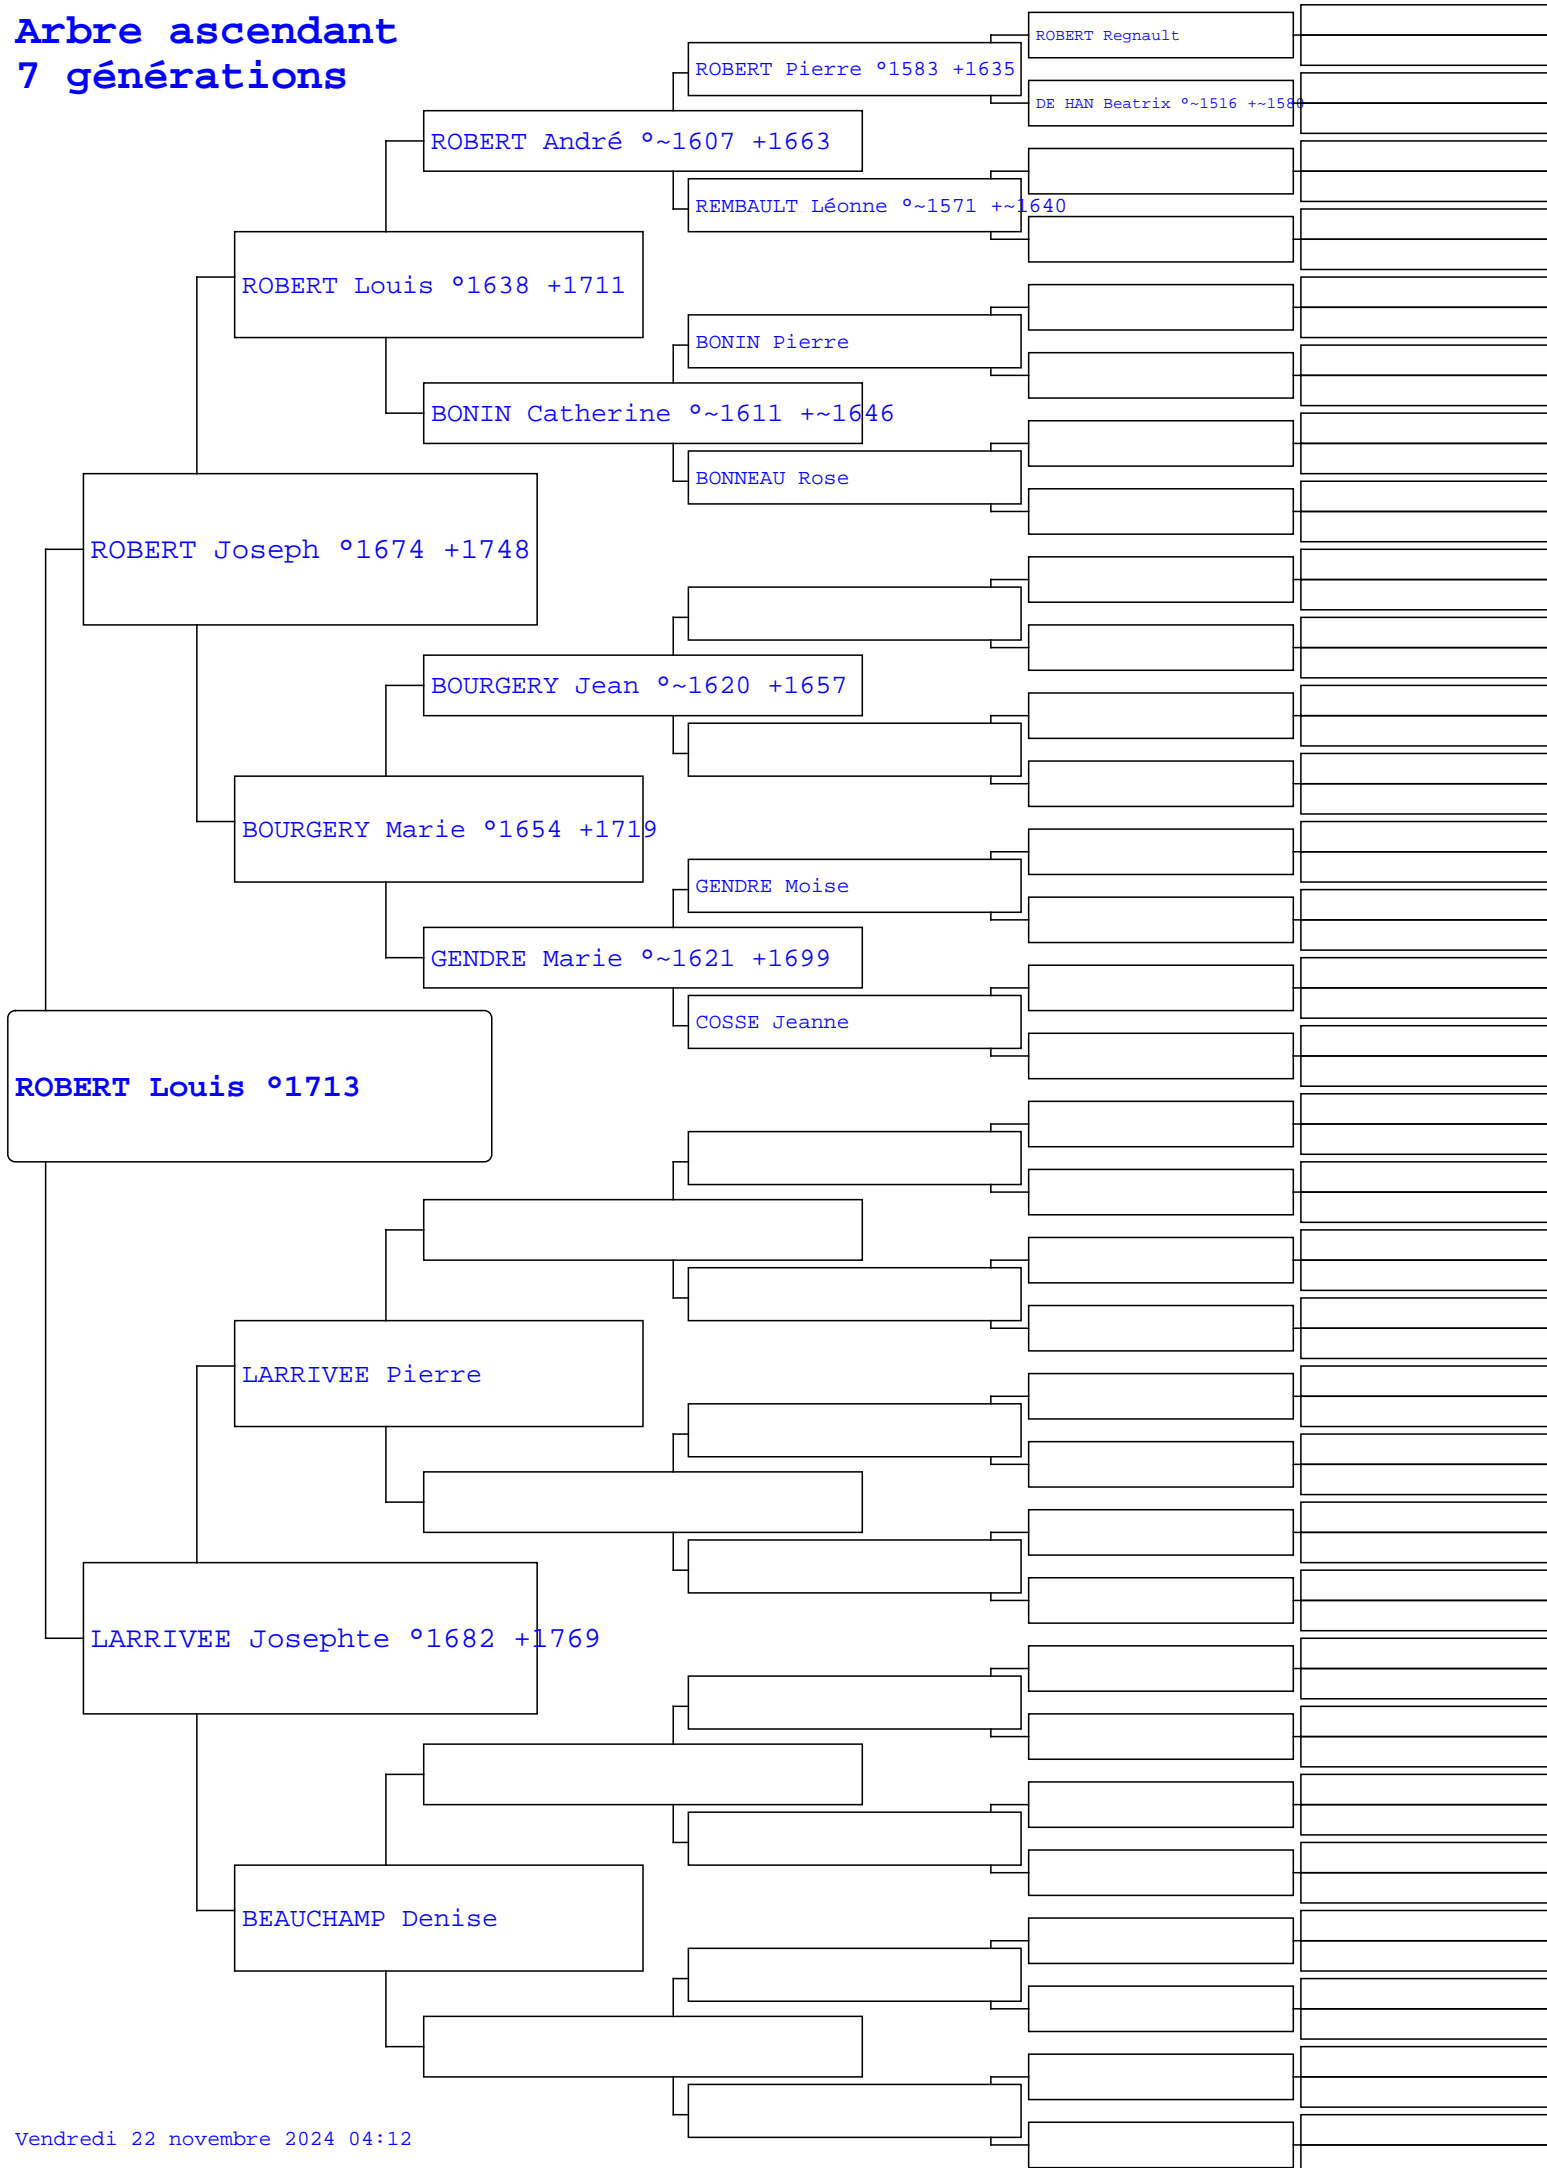 Arbre ascendant
7 générations
ROBERT Regnault
ROBERT Pierre °1583 +1635
DE HAN Beatrix °~1516 +~1580
ROBERT André °~1607 +1663
REMBAULT Léonne °~1571 +~1640
ROBERT Louis °1638 +1711
BONIN Pierre
BONIN Catherine °~1611 +~1646
BONNEAU Rose
ROBERT Joseph °1674 +1748
BOURGERY Jean °~1620 +1657
BOURGERY Marie °1654 +1719
GENDRE Moise
GENDRE Marie °~1621 +1699
COSSE Jeanne
ROBERT Louis °1713
LARRIVEE Pierre
LARRIVEE Josephte °1682 +1769
BEAUCHAMP Denise
Vendredi 22 novembre 2024 04:12